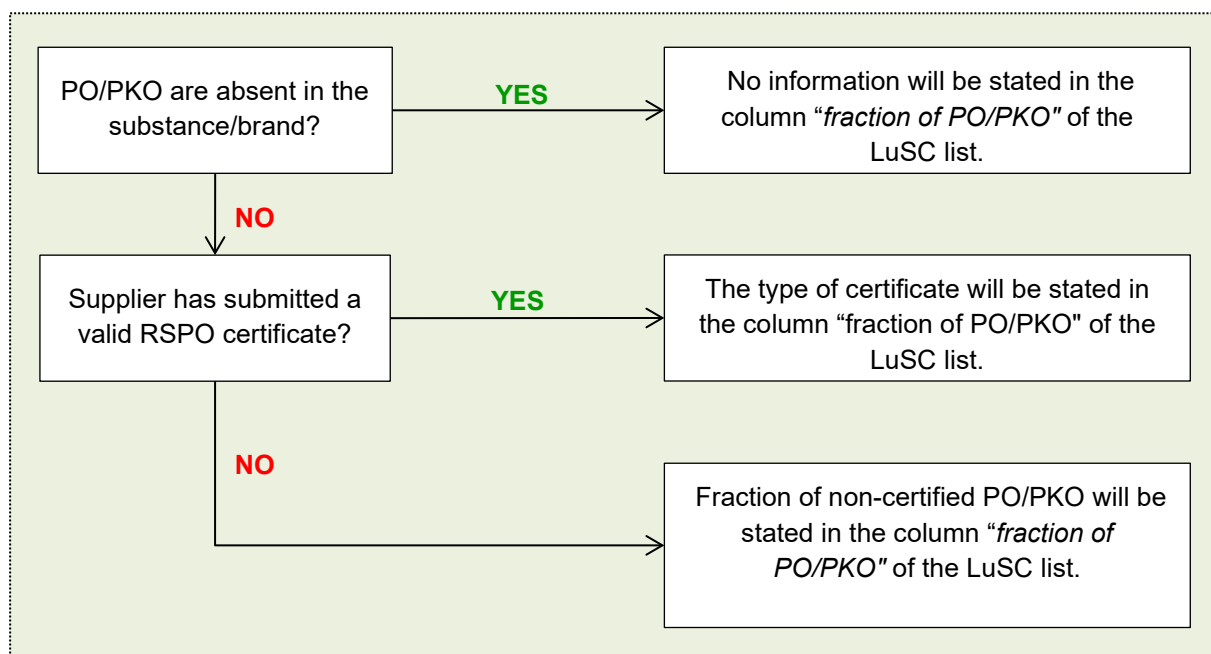 PO/PKO are absent in the
substance/brand?
YES
No information will be stated in the
column “fraction of PO/PKO" of the
LuSC list.
NO
Supplier has submitted a
valid RSPO certificate?
YES
The type of certificate will be stated in
the column “fraction of PO/PKO" of the
LuSC list.
NO
Fraction of non-certified PO/PKO will be
stated in the column “fraction of
PO/PKO" of the LuSC list.